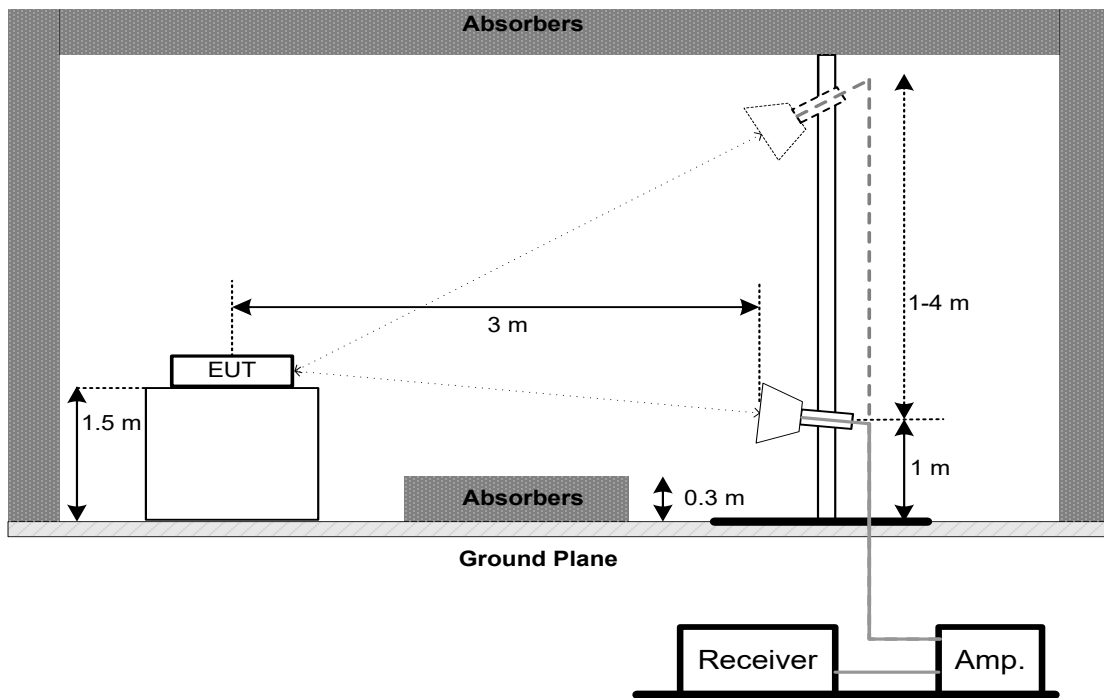 Absorbers
1-4 m
3 m
EUT
1.5 m
1 m
Absorbers
0.3 m
Ground Plane
Receiver
Amp.